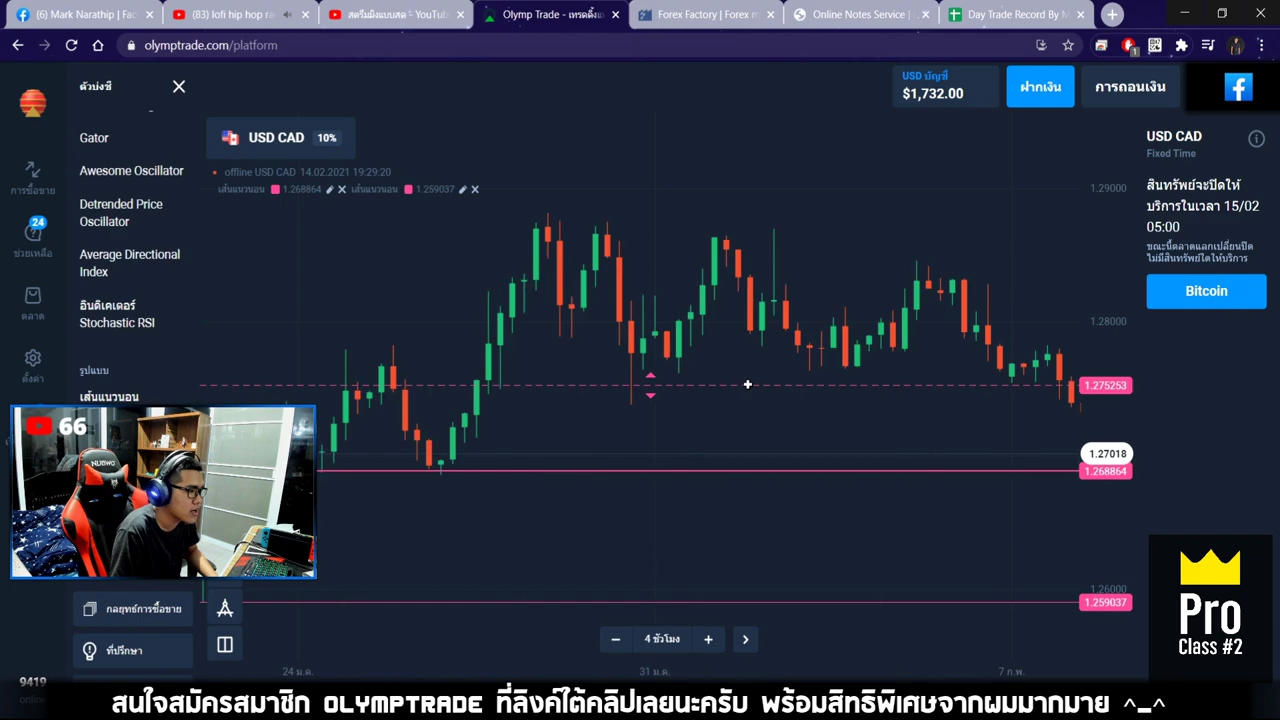 (6) Mark Narathip | Fac
(83) lofi hip hop ra
สตรีมมิงแบบสด - YouTub
Olymp Trade - เทรดดิ้งแ
Forex Factory | Forex m
Online Notes Service |
Day Trade Record By M
olymptrade.com/platform
1
ตัวบ่งชี้
USD บัญชี
$1,732.00
ฝากเงิน
การถอนเงิน
Gator
USD CAD 10%
USD CAD
Fixed Time
Awesome Oscillator
offline USD CAD 14.02.2021 19:29:20
เส้นแนวนอน 1.268864 เส้นแนวนอน 1.259037
การซื้อขาย
Detrended Price
Oscillator
24
ช่วยเหลือ
Average Directional
Index
ตลาด
อินดิเคเตอร์
Stochastic RSI
ตั้งค่า
รูปแบบ
เส้นแนวนอน
สินทรัพย์จะปิดให้
บริการในเวลา 15/02
05:00
ขณะนี้ตลาดแลกเปลี่ยนปิด
ไม่มีสินทรัพย์ใดให้บริการ
Bitcoin
1.29000
1.28000
1.275253
1.27018
1.268864
1.26000
1.259037
66
กลยุทธ์การซื้อขาย
ที่ปรึกษา
4 ชั่วโมง
24 ม.ค.
31 ม.ค.
7 ก.พ.
9419
online
Pro
Class #2
สนใจสมัครสมาชิก OLYMPTRADE ที่ลิงค์ใต้คลิปเลยนะครับ พร้อมสิทธิพิเศษจากผมมากมาย ^_^